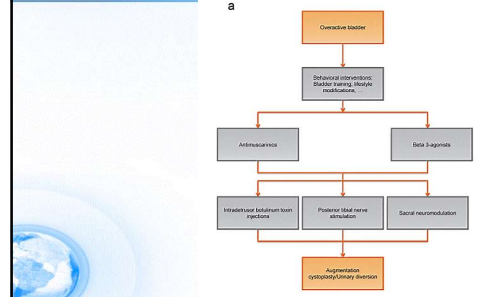 a
Overactive bladder
Behavioral interventions:
Bladder training, lifestyle
modifications, ...
Antimuscarinics
Beta 3-agonists
Intradetrusor botulinum toxin
injections
Posterior tibial nerve
stimulation
Sacral neuromodulation
Augmentation
cystoplasty/Urinary diversion